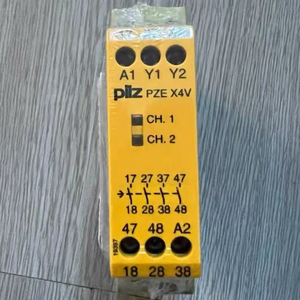 A1 Y1 Y2
pilz PZE X4V
CH. 1
CH. 2
17 27 37 47
18 28 38 48
47 48 A2
18 28 38